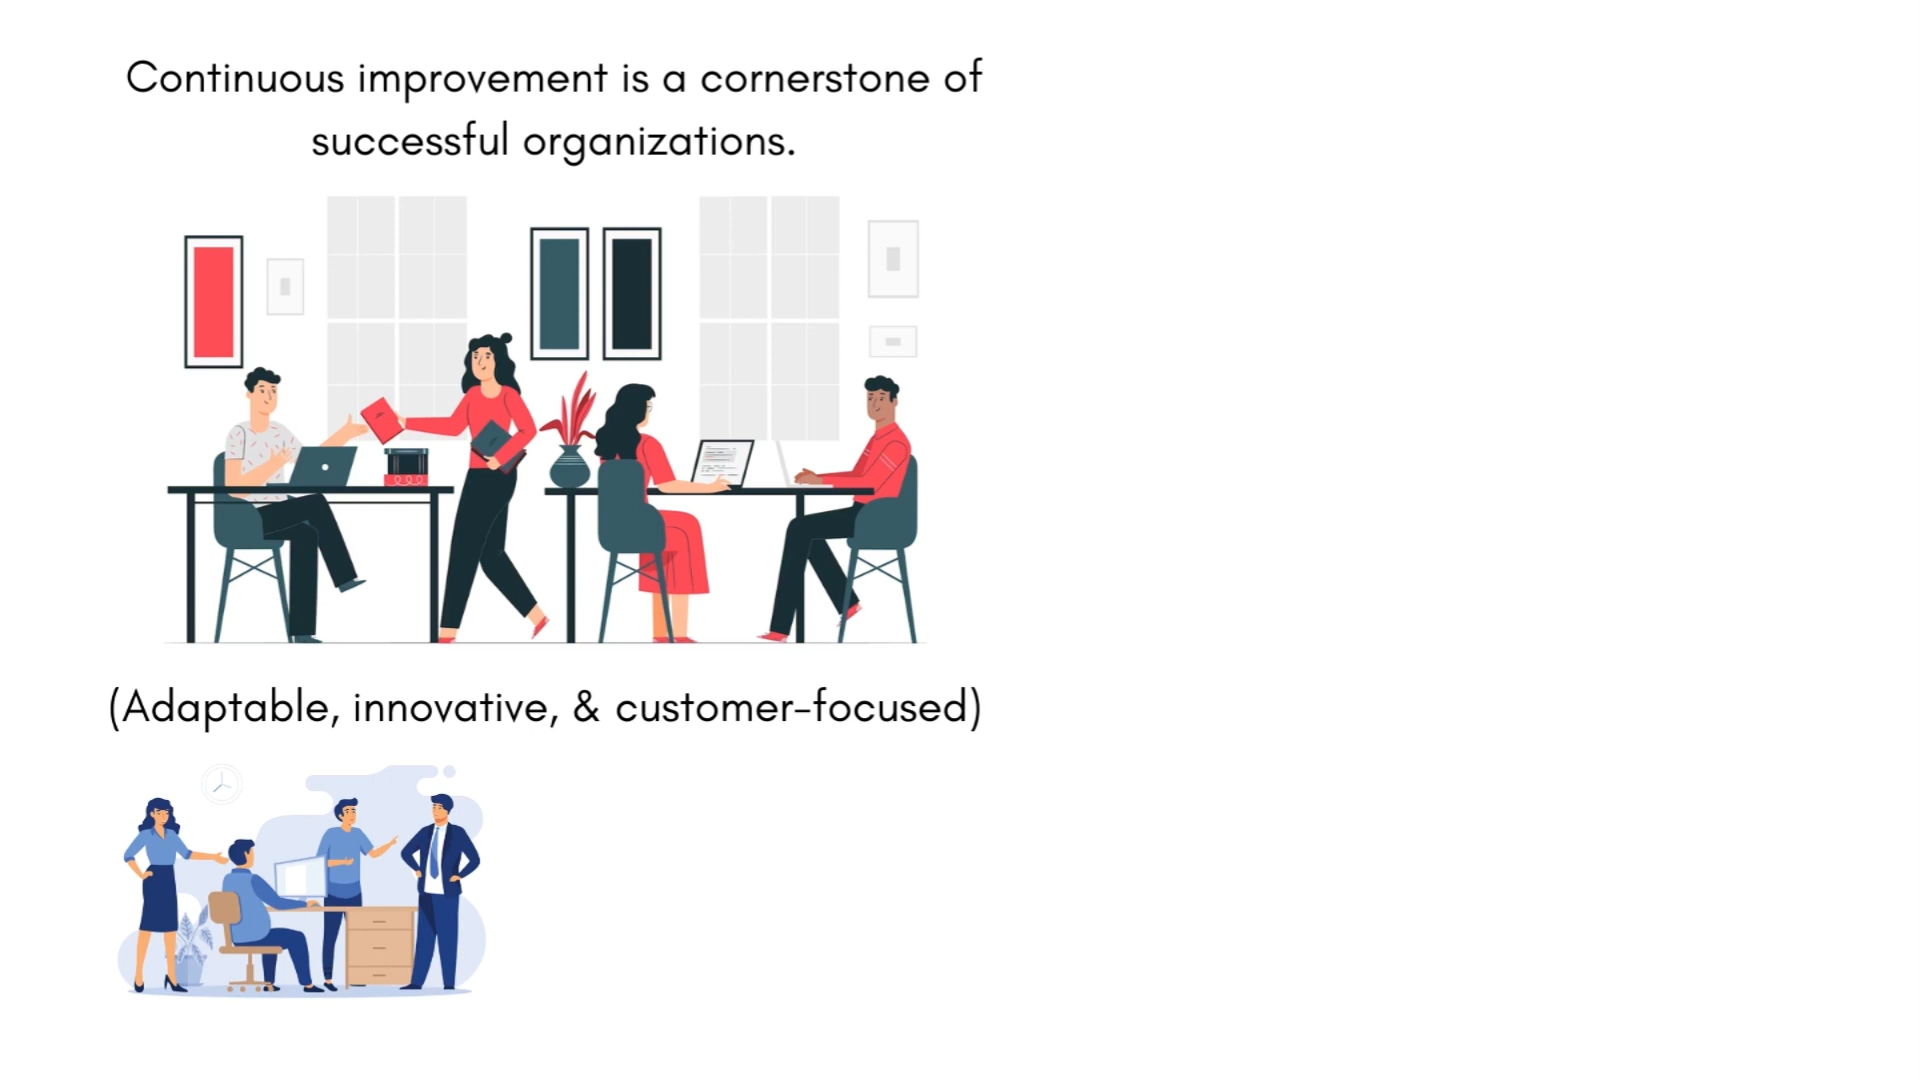 Continuous improvement is a cornerstone of
successful organizations.
(Adaptable, innovative, & customer-focused)